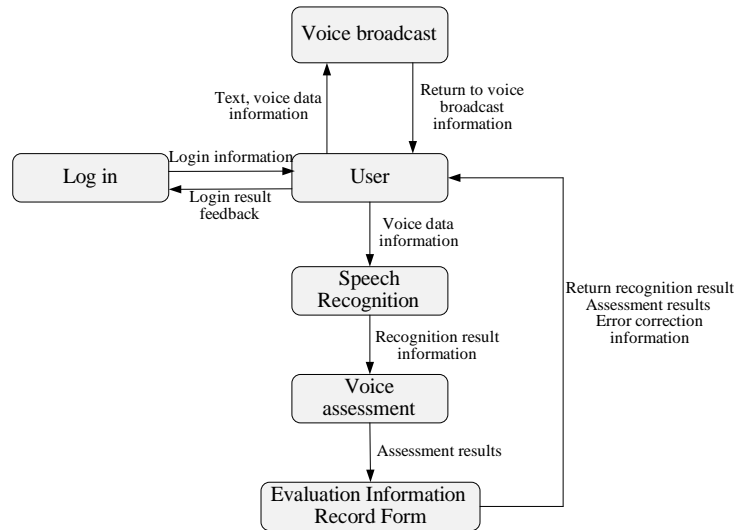 Voice broadcast
Text, voice data
information
Return to voice
broadcast
information
Login information
Log in
User
Login result
feedback
Voice data
information
Speech
Recognition
Return recognition result
Assessment results
Error correction
information
Recognition result
information
Voice
assessment
Assessment results
Evaluation Information
Record Form